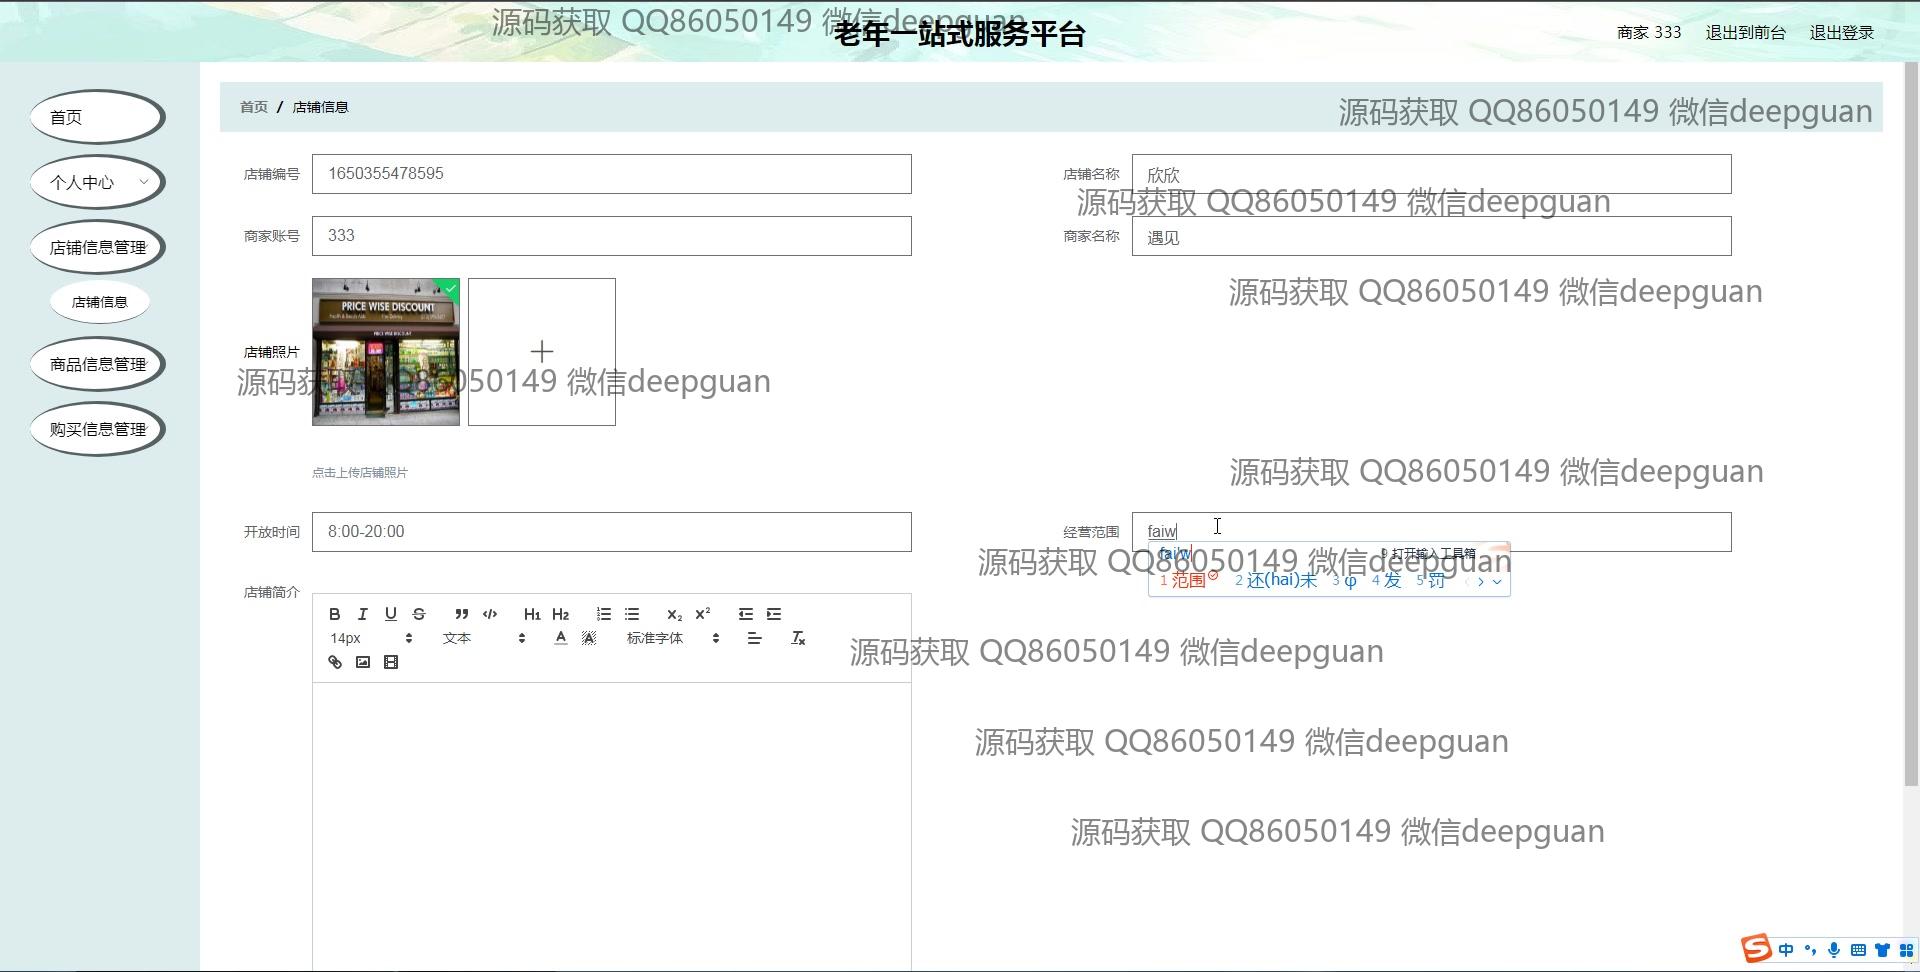 源码获取 QQ86050149 微信deepguan
老年一站式服务平台
商家 333 退出到前台 退出登录
首页
个人中心
店铺信息管理
店铺信息
商品信息管理
购买信息管理
首页 / 店铺信息
源码获取 QQ86050149 微信deepguan
店铺编号 1650355478595
店铺名称 欣欣
源码获取 QQ86050149 微信deepguan
商家账号 333
商家名称 遇见
源码获取 QQ86050149 微信deepguan
店铺照片
PRICE WISE DISCOUNT
PRICE WISE DISCOUNT
源码获取 QQ86050149 微信deepguan
点击上传店铺照片
源码获取 QQ86050149 微信deepguan
开放时间 8:00-20:00
经营范围 faiw
fai'w 9 打开输入工具箱
源码获取 QQ86050149 微信deepguan
1 范围 2 还(hai)未 3 φ 4 发 5 罚
店铺简介
B I U S H1 H2 X2 X2
14px 文本 A A 标准字体
源码获取 QQ86050149 微信deepguan
源码获取 QQ86050149 微信deepguan
源码获取 QQ86050149 微信deepguan
S 中